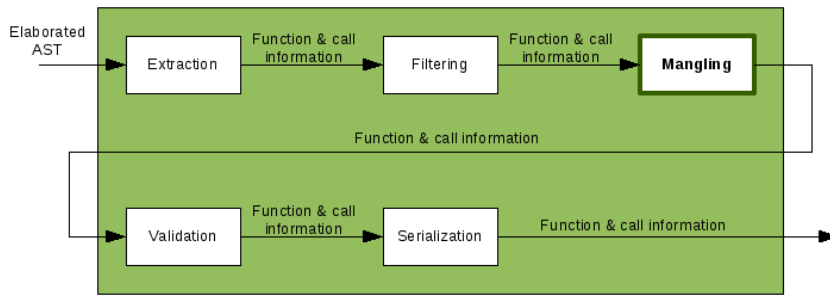 Elaborated
AST
Extraction
Function & call
information
Filtering
Function & call
information
Mangling
Function & call information
Validation
Function & call
information
Serialization
Function & call information